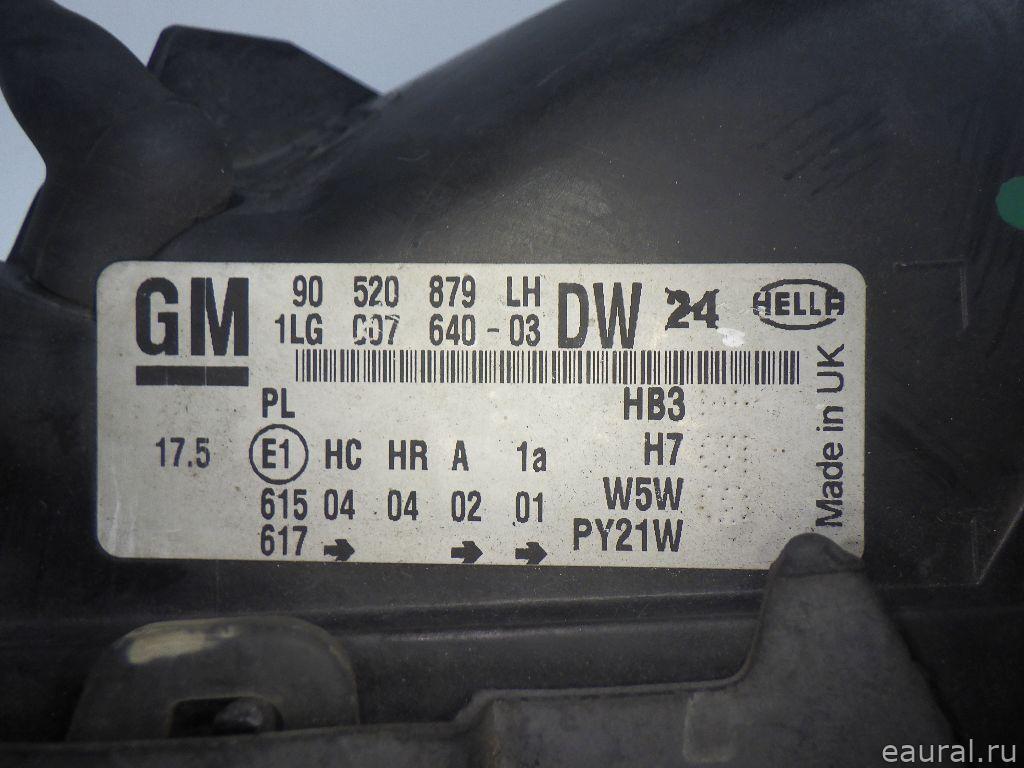 GM 90 520 879 LH DW 24 HELLA
1LG 007 640 - 03
PL HB3
17.5 E1 HC HR A 1a H7
615 04 04 02 01 W5W
617 PY21W
Made in UK
eaural.ru